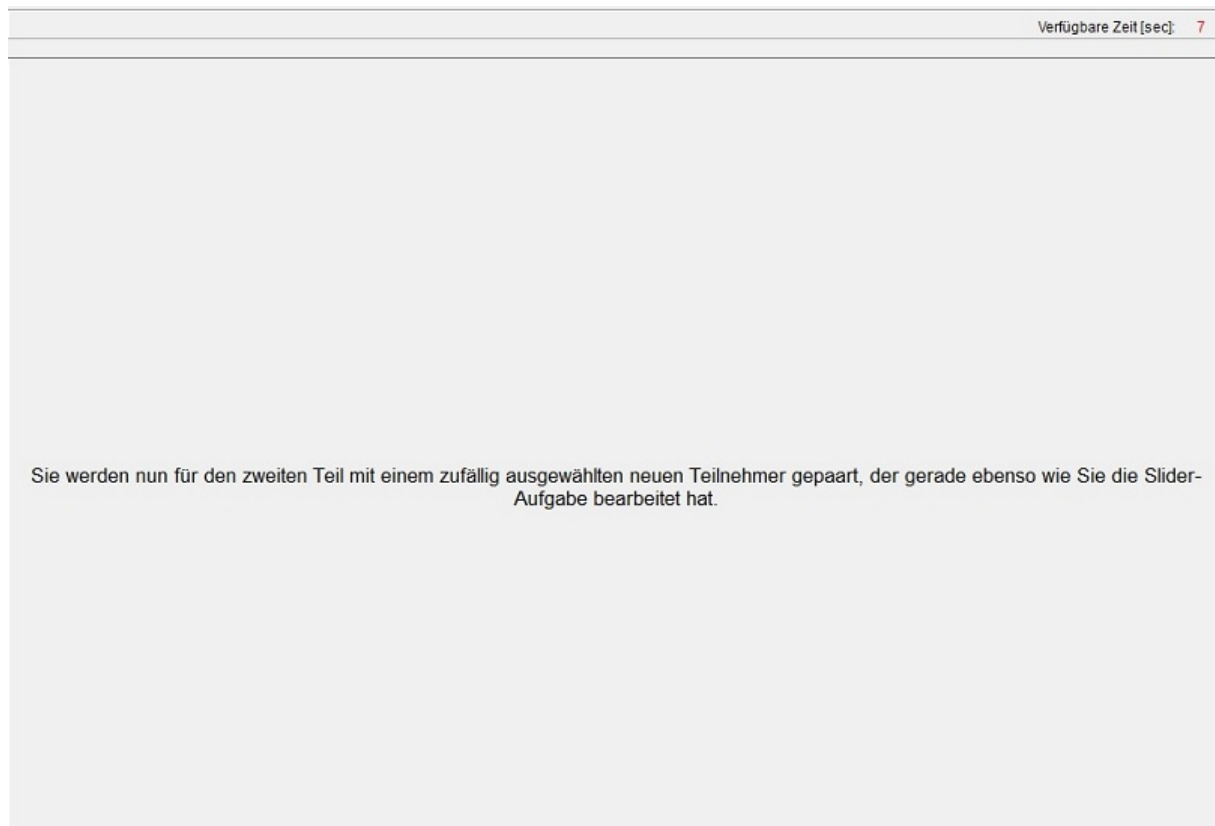 Verfügbare Zeit [sec]: 7
Sie werden nun für den zweiten Teil mit einem zufällig ausgewählten neuen Teilnehmer gepaart, der gerade ebenso wie Sie die Slider-
Aufgabe bearbeitet hat.